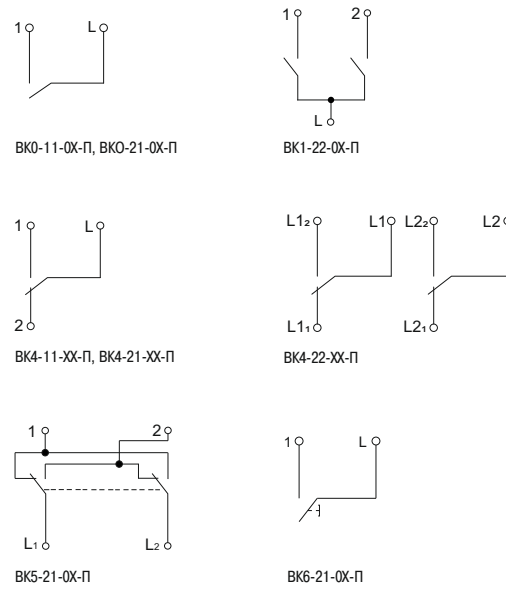 1 L
1 2
L
ВК0-11-0Х-П, ВКО-21-0Х-П
ВК1-22-0Х-П
1 L
2
L1₂ L1 L2₂ L2
L1₁ L2₁
ВК4-11-ХХ-П, ВК4-21-ХХ-П
ВК4-22-ХХ-П
1 2
L₁ L₂
ВК5-21-0Х-П
1 L
ВК6-21-0Х-П